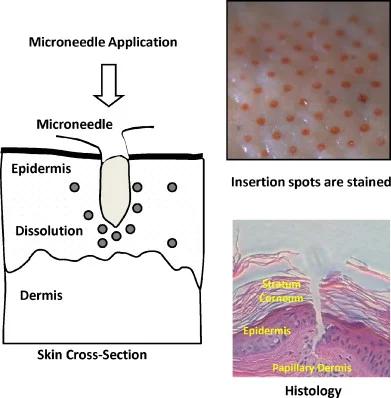 Microneedle Application
Microneedle
Epidermis
Dissolution
Dermis
Skin Cross-Section
Insertion spots are stained
Stratum
Corneum
Epidermis
Papillary Dermis
Histology